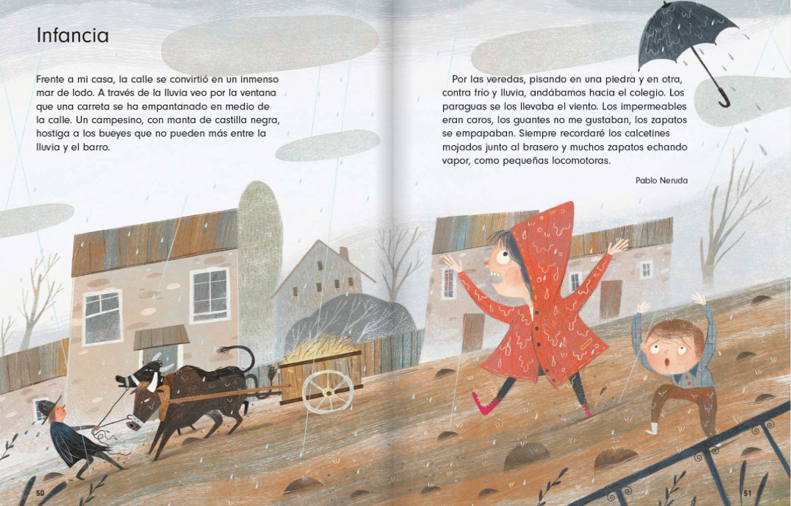 Infancia
Frente a mi casa, la calle se convirtió en un inmenso
mar de lodo. A través de la lluvia veo por la ventana
que una carreta se ha empantanado en medio de
la calle. Un campesino, con manta de castilla negra,
hostiga a los bueyes que no pueden más entre la
lluvia y el barro.
Por las veredas, pisando en una piedra y en otra,
contra frío y lluvia, andábamos hacia el colegio. Los
paraguas se los llevaba el viento. Los impermeables
eran caros, los guantes no me gustaban, los zapatos
se empapaban. Siempre recordaré los calcetines
mojados junto al brasero y muchos zapatos echando
vapor, como pequeñas locomotoras.
Pablo Neruda
50
51